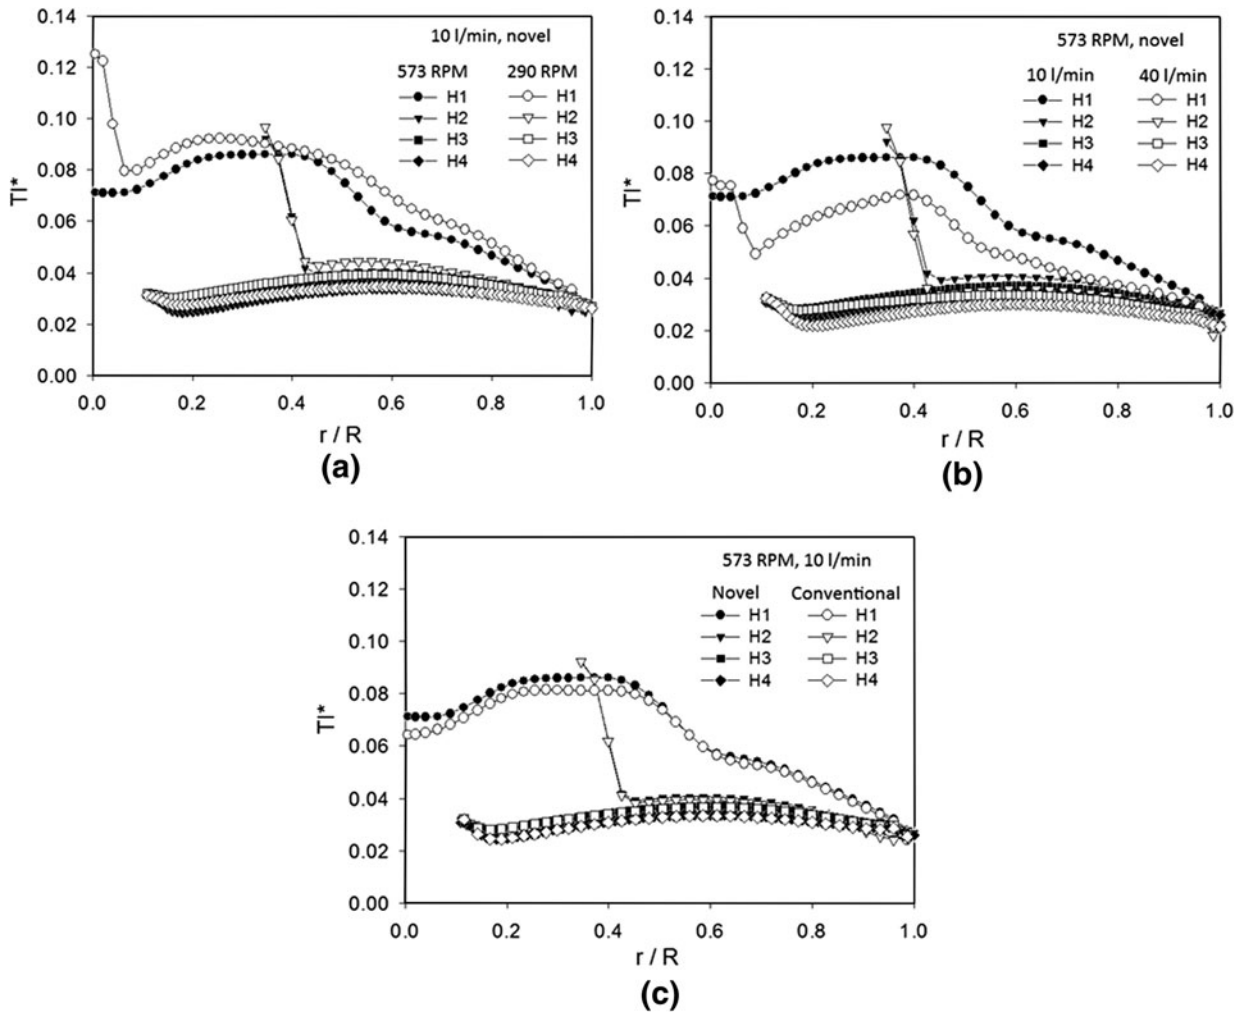 0.14
0.12
0.10
0.08
0.06
0.04
0.02
0.00
TI*
10 l/min, novel
573 RPM 290 RPM
H1 H1
H2 H2
H3 H3
H4 H4
0.0 0.2 0.4 0.6 0.8 1.0
r / R
(a)
0.14
0.12
0.10
0.08
0.06
0.04
0.02
0.00
TI*
573 RPM, novel
10 l/min 40 l/min
H1 H1
H2 H2
H3 H3
H4 H4
0.0 0.2 0.4 0.6 0.8 1.0
r / R
(b)
0.14
0.12
0.10
0.08
0.06
0.04
0.02
0.00
TI*
573 RPM, 10 l/min
Novel Conventional
H1 H1
H2 H2
H3 H3
H4 H4
0.0 0.2 0.4 0.6 0.8 1.0
r / R
(c)